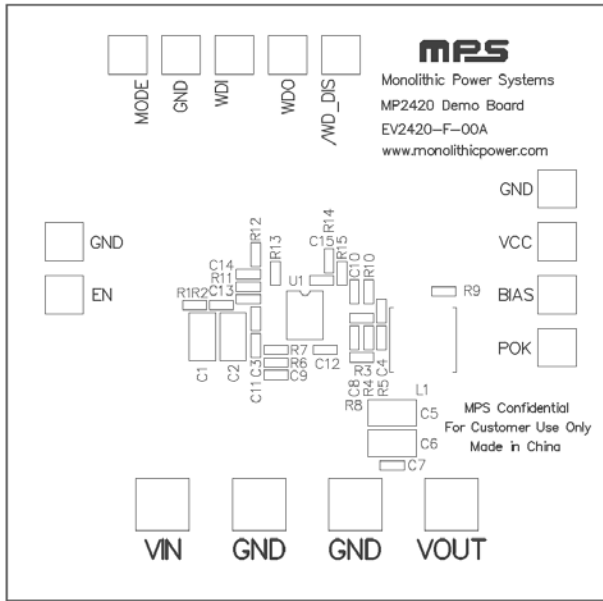 MPS
Monolithic Power Systems
MP2420 Demo Board
EV2420-F-00A
www.monolithicpower.com
MODE
GND
WDI
WDO
/WD_DIS
GND
VCC
BIAS
POK
GND
EN
R12
R14
C15
R13
R15
C10
R10
C14
R11
C13
U1
R9
R1R2
C1
C2
C3
C11
R7
R6
C9
C12
R3
C4
C8
R4
R5
R8
L1
C5
C6
C7
MPS Confidential
For Customer Use Only
Made in China
VIN
GND
GND
VOUT